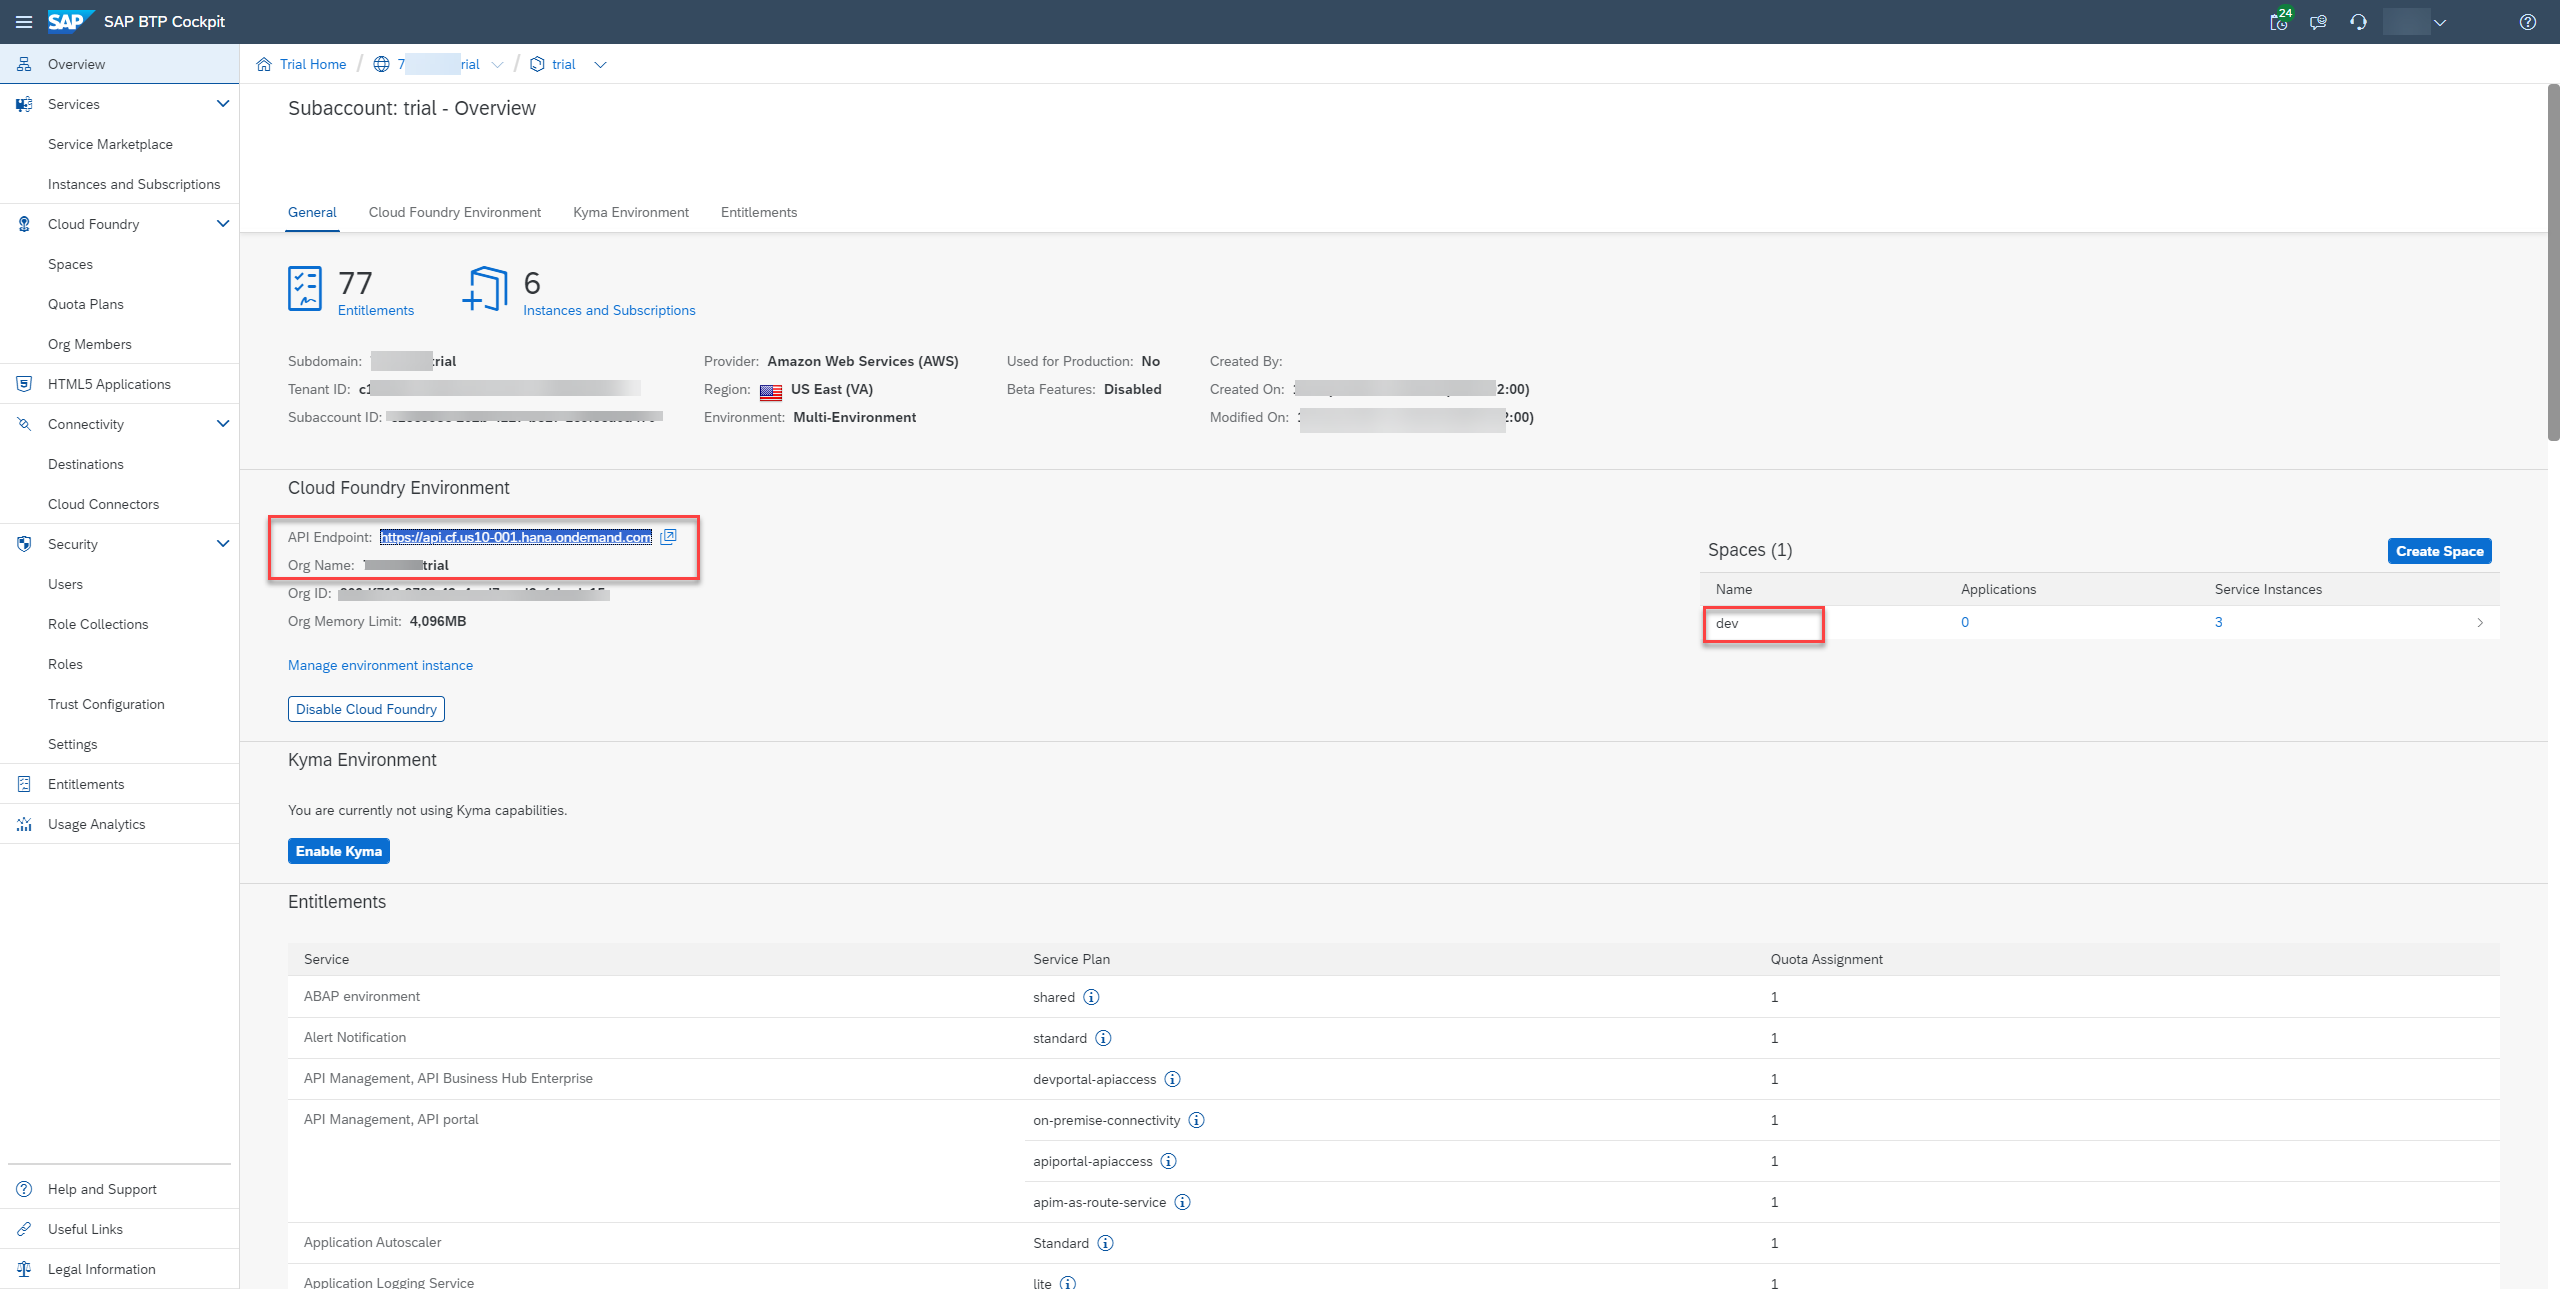 SAP SAP BTP Cockpit
24
Overview
Services
Service Marketplace
Instances and Subscriptions
Cloud Foundry
Spaces
Quota Plans
Org Members
HTML5 Applications
Connectivity
Destinations
Cloud Connectors
Security
Users
Role Collections
Roles
Trust Configuration
Settings
Entitlements
Usage Analytics
Help and Support
Useful Links
Legal Information
Trial Home / 7 rial / trial
Subaccount: trial - Overview
General Cloud Foundry Environment Kyma Environment Entitlements
77
Entitlements
6
Instances and Subscriptions
Subdomain: trial
Tenant ID: c1
Subaccount ID:
Provider: Amazon Web Services (AWS)
Region: US East (VA)
Environment: Multi-Environment
Used for Production: No
Beta Features: Disabled
Created By:
Created On: 2:00)
Modified On: :00)
Cloud Foundry Environment
API Endpoint: https://api.cf.us10-001.hana.ondemand.com
Org Name: trial
Org ID:
Org Memory Limit: 4,096MB
Manage environment instance
Disable Cloud Foundry
Spaces (1) Create Space
Name Applications Service Instances
dev 0 3
Kyma Environment
You are currently not using Kyma capabilities.
Enable Kyma
Entitlements
Service Service Plan Quota Assignment
ABAP environment shared 1
Alert Notification standard 1
API Management, API Business Hub Enterprise devportal-apiaccess 1
API Management, API portal on-premise-connectivity 1
apiportal-apiaccess 1
apim-as-route-service 1
Application Autoscaler Standard 1
Application Logging Service lite 1